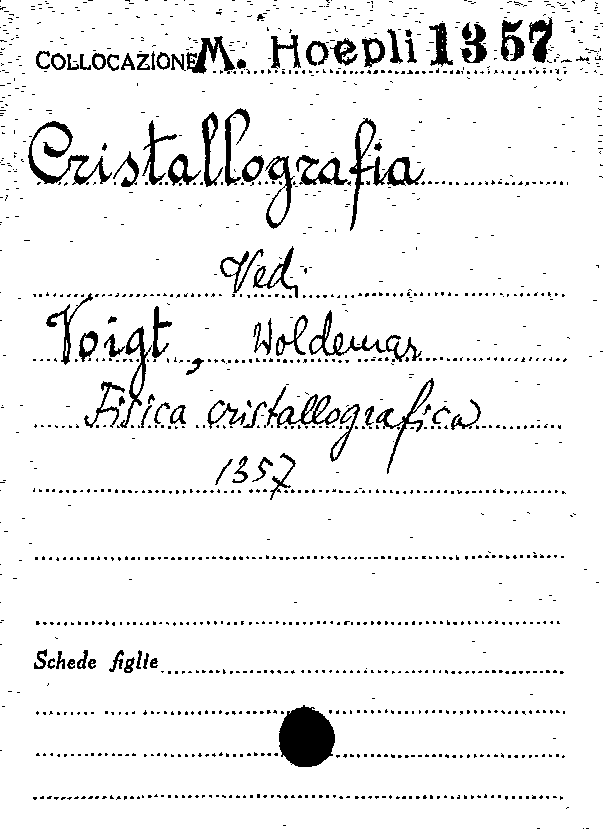 COLLOCAZIONE M. Hoepli 1357
Cristallografia
Vedi
Voigt, Woldemar
Fisica cristallografica
1357
Schede figlie